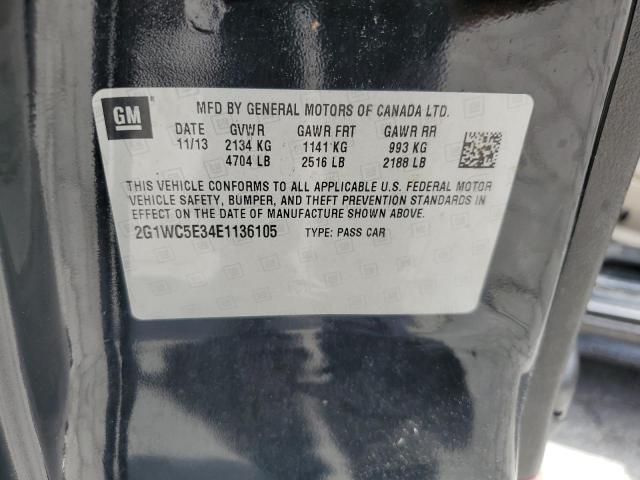 GM
MFD BY GENERAL MOTORS OF CANADA LTD.
DATE GVWR GAWR FRT GAWR RR
11/13 2134 KG 1141 KG 993 KG
4704 LB 2516 LB 2188 LB
THIS VEHICLE CONFORMS TO ALL APPLICABLE U.S. FEDERAL MOTOR
VEHICLE SAFETY, BUMPER, AND THEFT PREVENTION STANDARDS IN
EFFECT ON THE DATE OF MANUFACTURE SHOWN ABOVE.
2G1WC5E34E1136105 TYPE: PASS CAR